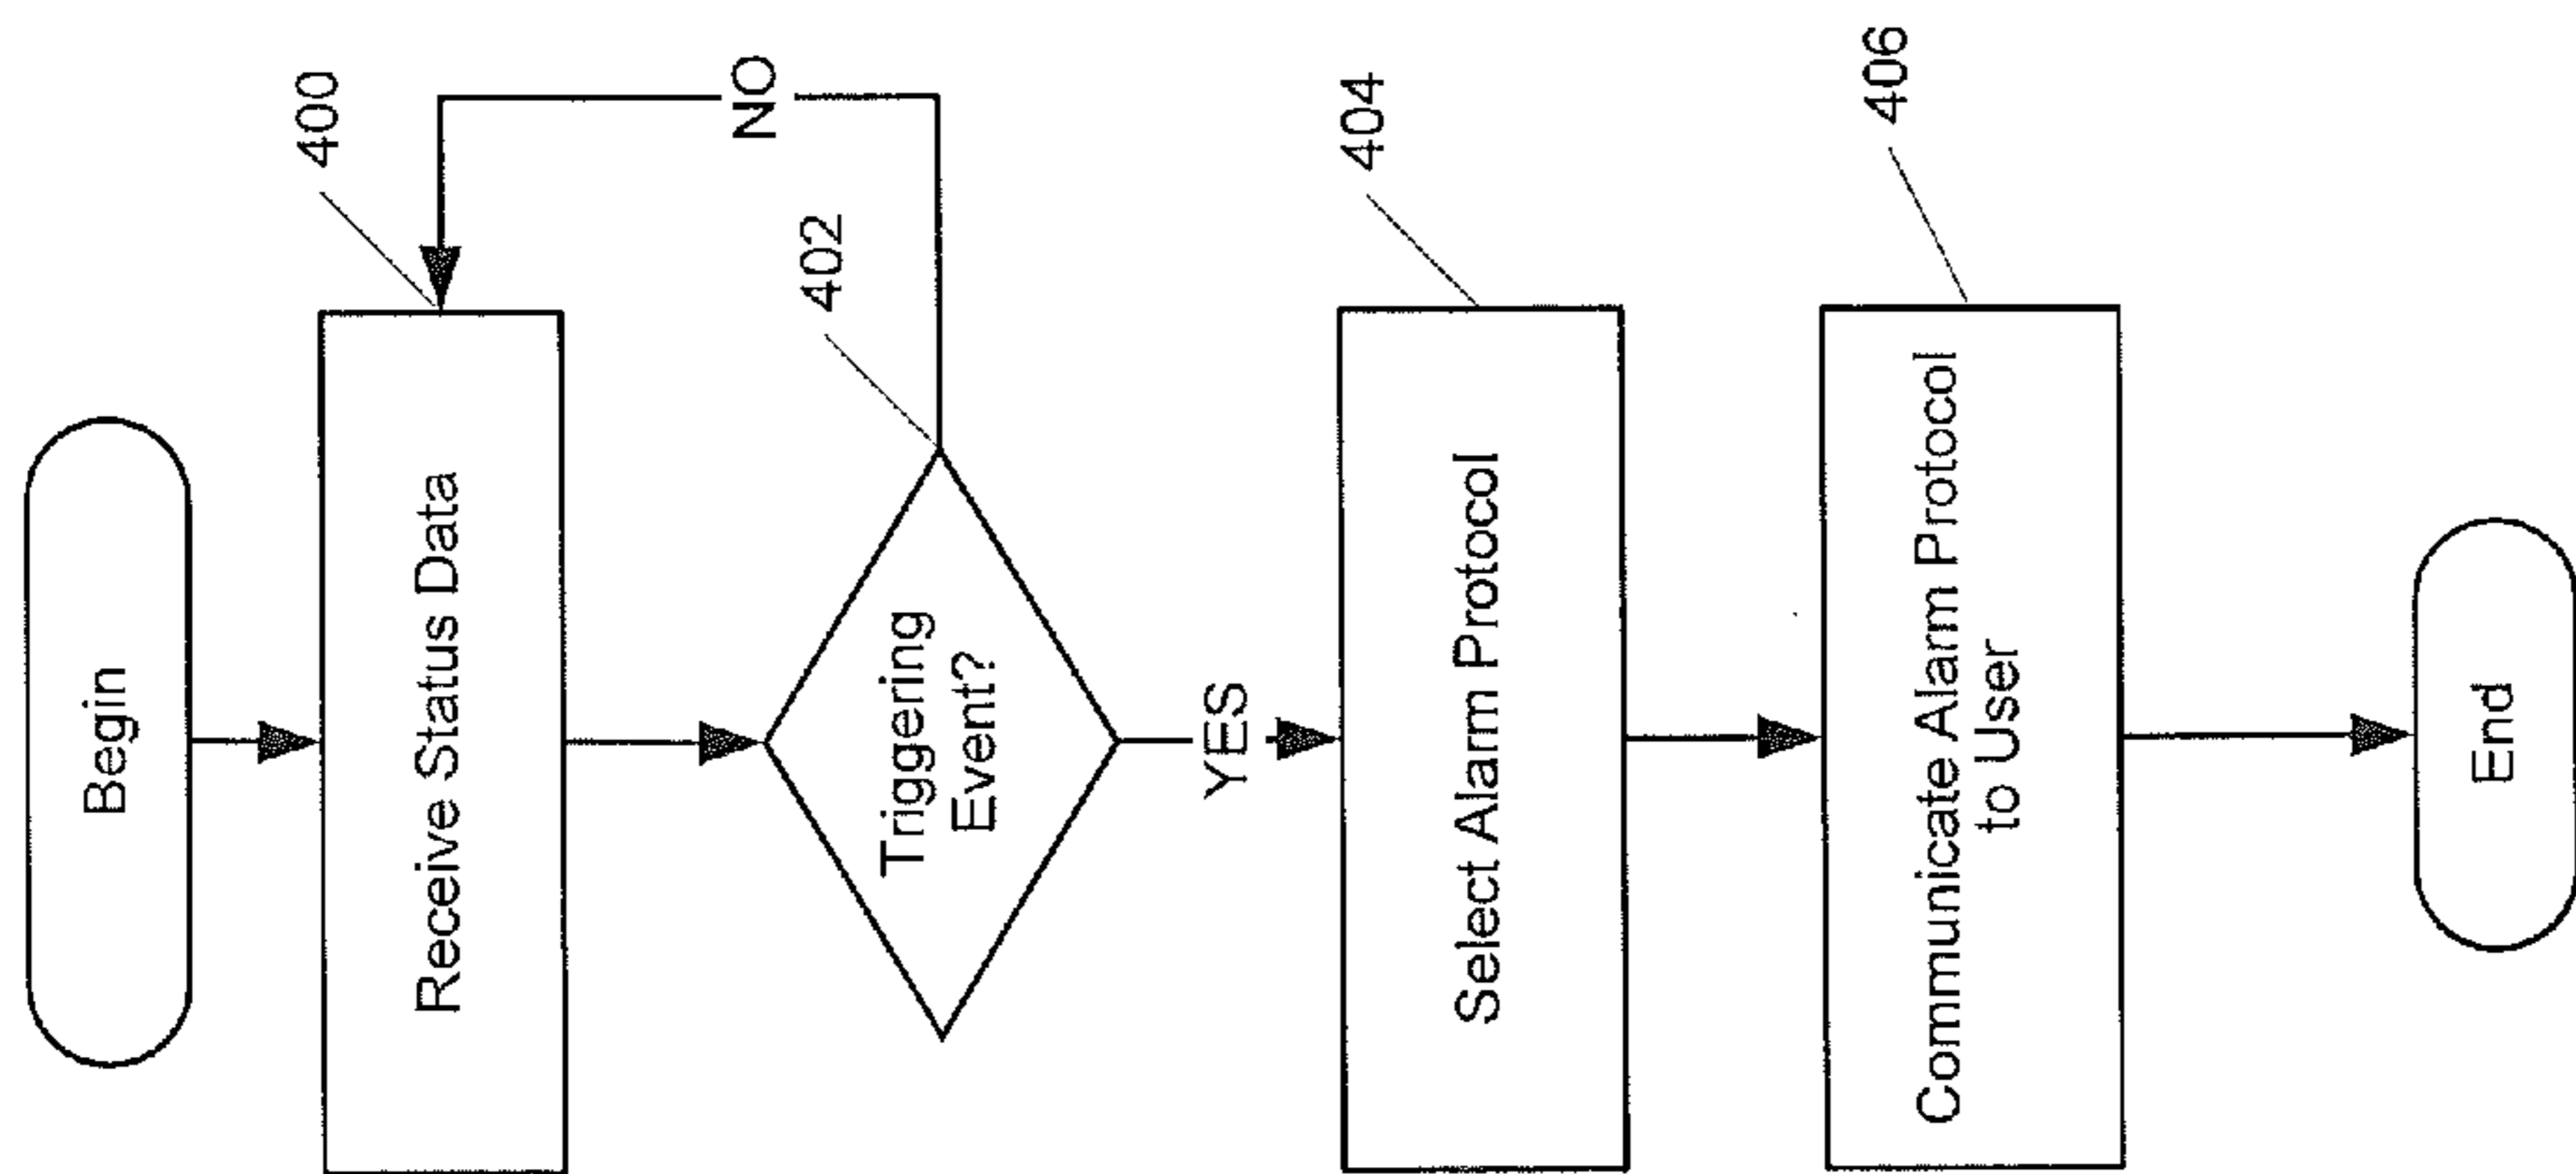 Begin
400
Receive Status Data
402
Triggering
Event?
NO
YES
404
Select Alarm Protocol
406
Communicate Alarm Protocol
to User
End